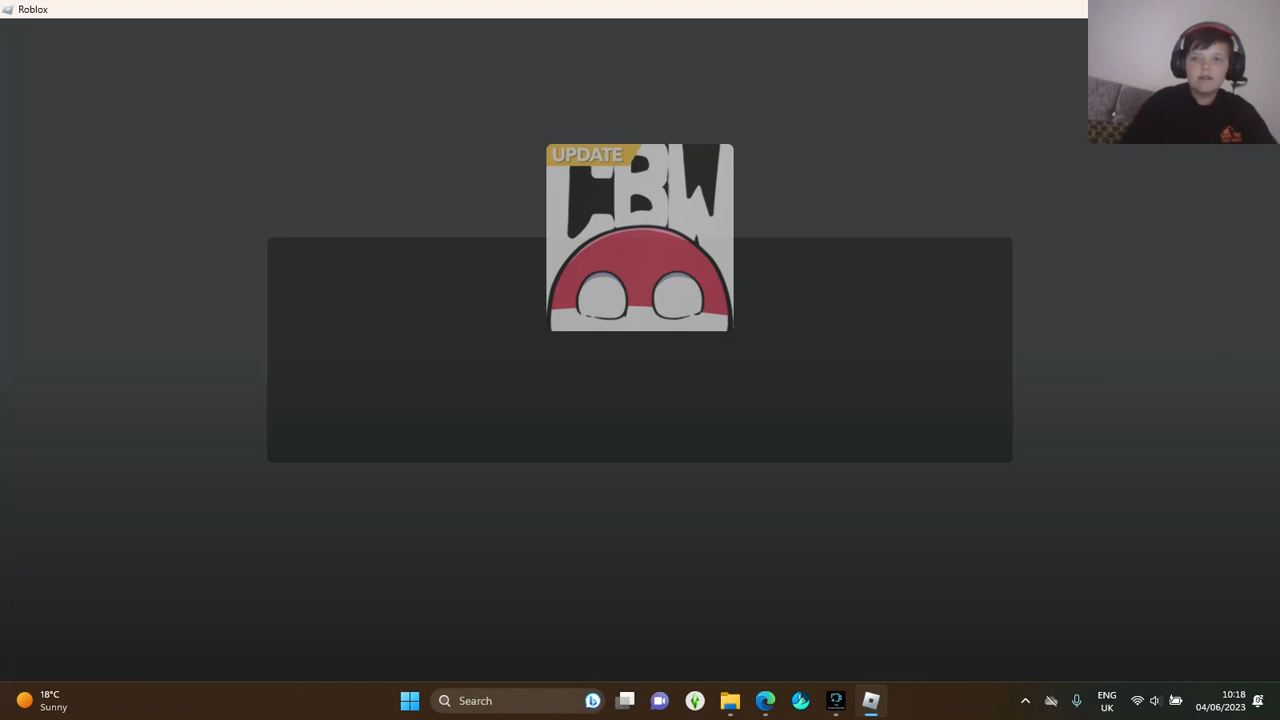 Roblox
UPDATE
CBW
18°C
Sunny
Search
ENG
UK
10:18
04/06/2023